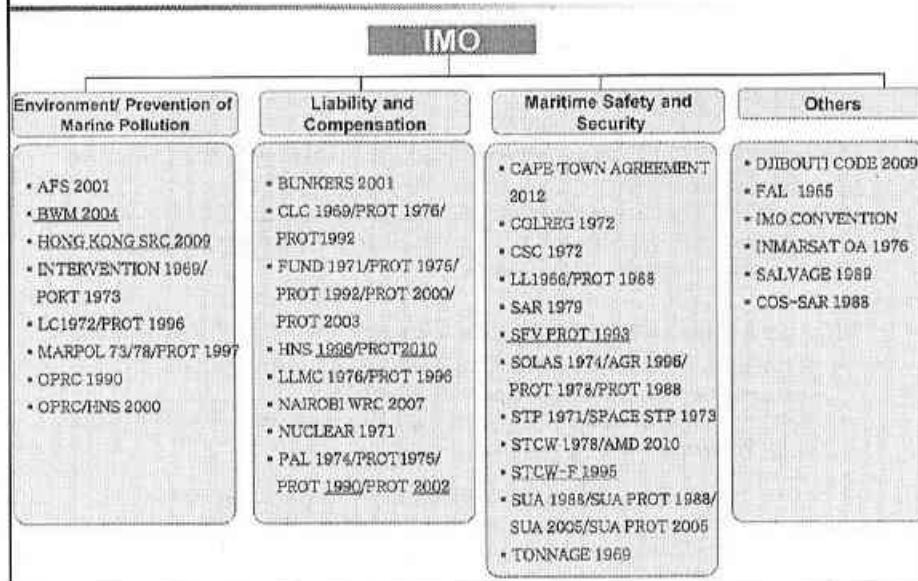 IMO
Environment/ Prevention of
Marine Pollution
▪ AFS 2001
▪ BWM 2004
▪ HONG KONG SRC 2009
▪ INTERVENTION 1969/
PORT 1973
▪ LC1972/PROT 1996
▪ MARPOL 73/78/PROT 1997
▪ OPRC 1990
▪ OPRC/HNS 2000
Liability and
Compensation
▪ BUNKERS 2001
▪ CLC 1969/PROT 1976/
PROT1992
▪ FUND 1971/PROT 1976/
PROT 1992/PROT 2000/
PROT 2003
▪ HNS 1996/PROT2010
▪ LLMC 1976/PROT 1996
▪ NAIROBI WRC 2007
▪ NUCLEAR 1971
▪ PAL 1974/PROT1976/
PROT 1990/PROT 2002
Maritime Safety and
Security
▪ CAPE TOWN AGREEMENT
2012
▪ COLREG 1972
▪ CSC 1972
▪ LL1966/PROT 1988
▪ SAR 1979
▪ SFV PROT 1993
▪ SOLAS 1974/AGR 1996/
PROT 1978/PROT 1988
▪ STP 1971/SPACE STP 1973
▪ STCW 1978/AMD 2010
▪ STCW-F 1995
▪ SUA 1988/SUA PROT 1988/
SUA 2005/SUA PROT 2005
▪ TONNAGE 1969
Others
▪ DJIBOUTI CODE 2009
▪ FAL 1965
▪ IMO CONVENTION
▪ INMARSAT OA 1976
▪ SALVAGE 1989
▪ COS-SAR 1988